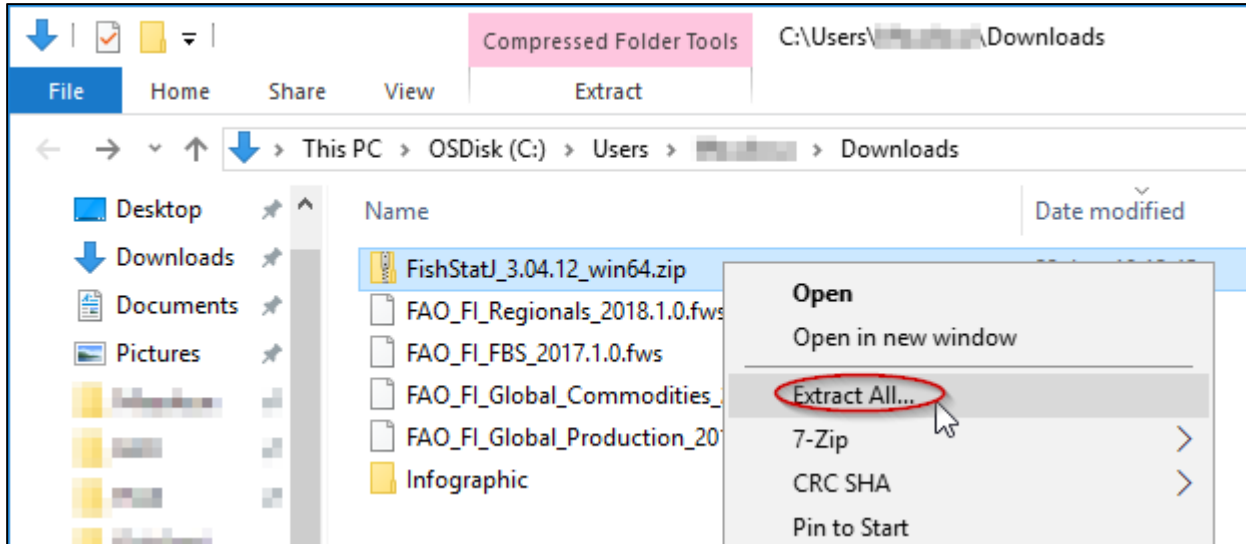 Compressed Folder Tools
C:\Users\ \Downloads
File Home Share View Extract
This PC > OSDisk (C:) > Users > > Downloads
Name Date modified
Desktop
Downloads
Documents
Pictures
FishStatJ_3.04.12_win64.zip
FAO_FI_Regionals_2018.1.0.fws
FAO_FI_FBS_2017.1.0.fws
FAO_FI_Global_Commodities_
FAO_FI_Global_Production_20
Infographic
Open
Open in new window
Extract All...
7-Zip
CRC SHA
Pin to Start